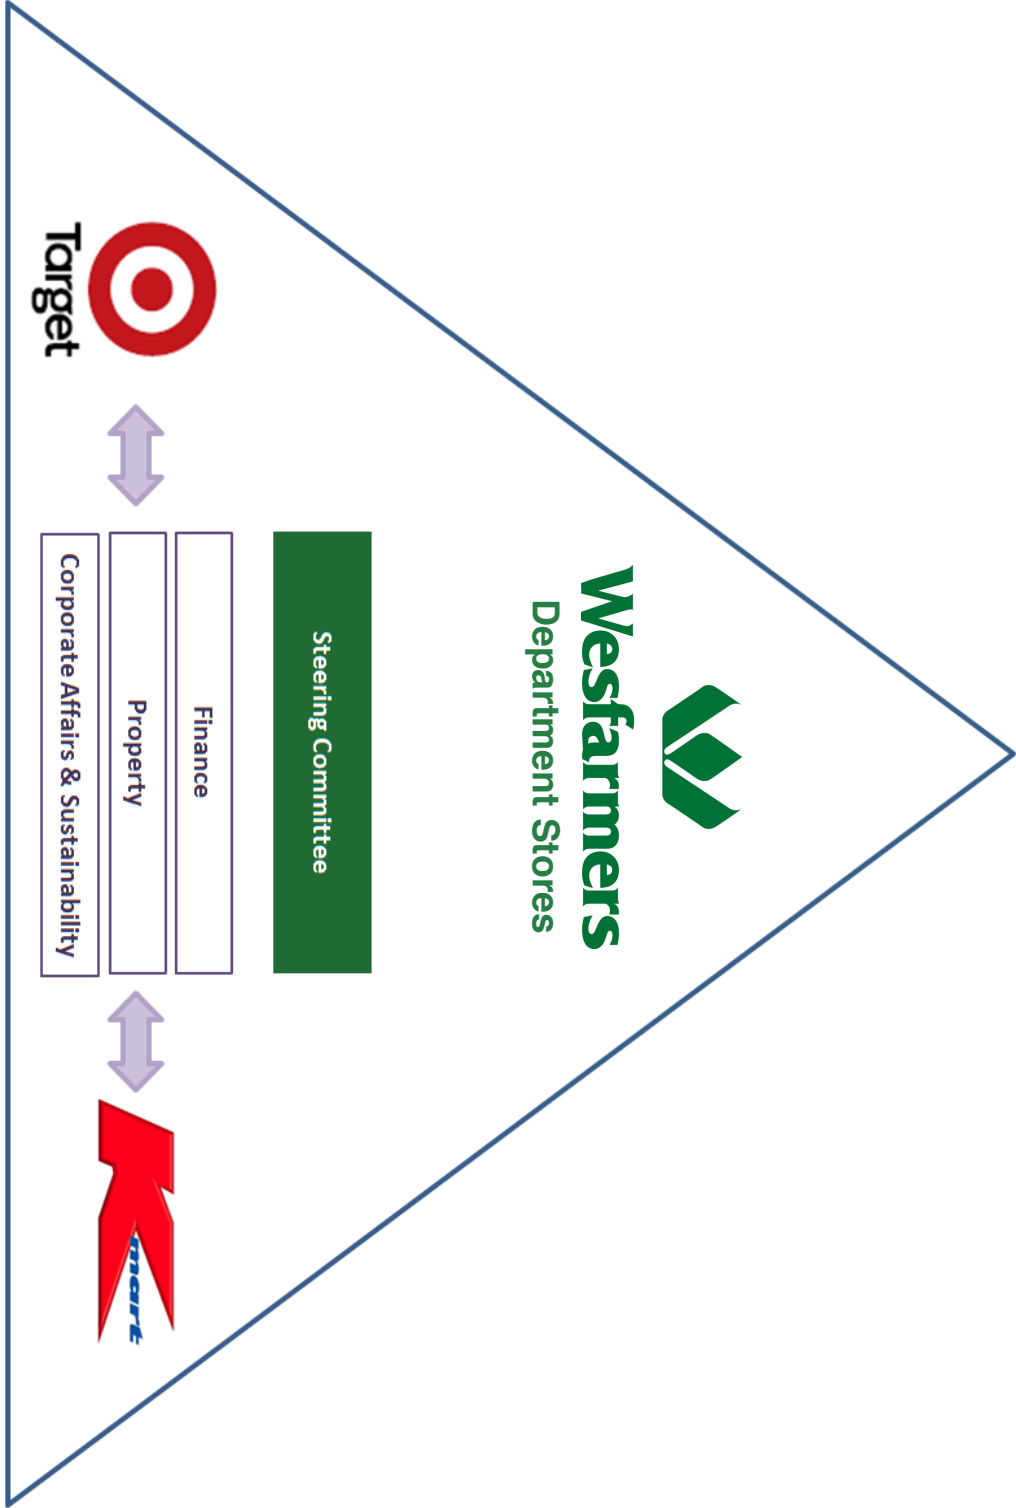 Wesfarmers
Department Stores
Steering Committee
Finance
Property
Corporate Affairs & Sustainability
Target
Kmart